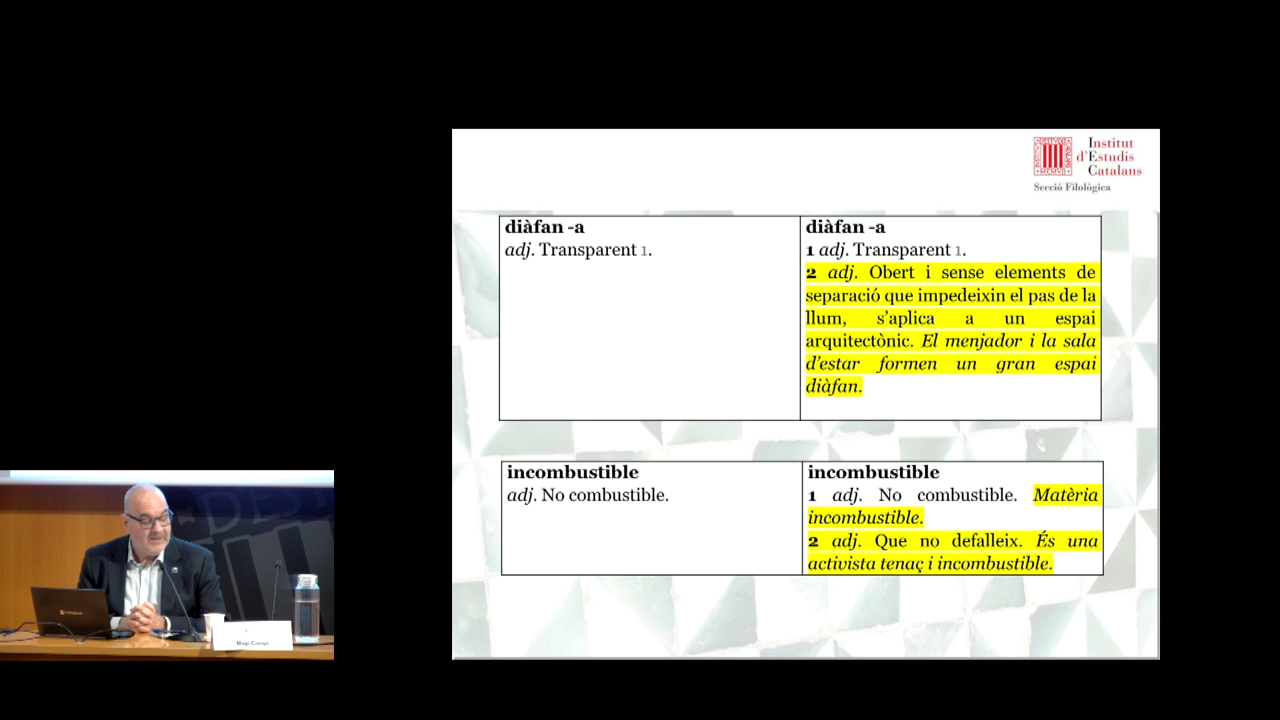 Institut
d'Estudis
Catalans
Secció Filològica
diàfan -a
adj. Transparent 1.
diàfan -a
1 adj. Transparent 1.
2 adj. Obert i sense elements de
separació que impedeixin el pas de la
llum, s'aplica a un espai
arquitectònic. El menjador i la sala
d'estar formen un gran espai
diàfan.
incombustible
adj. No combustible.
incombustible
1 adj. No combustible. Matèria
incombustible.
2 adj. Que no defalleix. És una
activista tenaç i incombustible.
Magí Camps